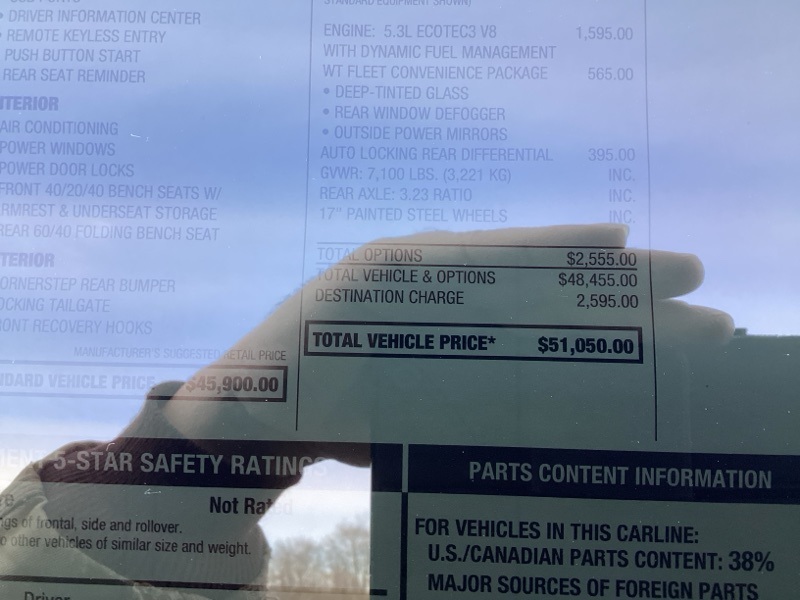 • DRIVER INFORMATION CENTER
• REMOTE KEYLESS ENTRY
PUSH BUTTON START
REAR SEAT REMINDER
AIR CONDITIONING
POWER WINDOWS
POWER DOOR LOCKS
FRONT 40/20/40 BENCH SEATS W/
& UNDERSEAT STORAGE
REAR 60/40 FOLDING BENCH SEAT
REAR BUMPER
TAILGATE
RECOVERY HOOKS
MANUFACTURER'S SUGGESTED RETAIL PRICE
VEHICLE PRICE $45,900.00
STANDARD EQUIPMENT SHOWN)
ENGINE: 5.3L ECOTEC3 V8 1,595.00
WITH DYNAMIC FUEL MANAGEMENT
WT FLEET CONVENIENCE PACKAGE 565.00
• DEEP-TINTED GLASS
• REAR WINDOW DEFOGGER
• OUTSIDE POWER MIRRORS
AUTO LOCKING REAR DIFFERENTIAL 395.00
GVWR: 7,100 LBS. (3,221 KG) INC.
REAR AXLE: 3.23 RATIO INC.
17" PAINTED STEEL WHEELS INC.
TOTAL OPTIONS $2,555.00
TOTAL VEHICLE & OPTIONS $48,455.00
DESTINATION CHARGE 2,595.00
TOTAL VEHICLE PRICE* $51,050.00
5-STAR SAFETY RATINGS
Not Rated
of frontal, side and rollover.
other vehicles of similar size and weight.
Driver
PARTS CONTENT INFORMATION
FOR VEHICLES IN THIS CARLINE:
U.S./CANADIAN PARTS CONTENT: 38%
MAJOR SOURCES OF FOREIGN PARTS